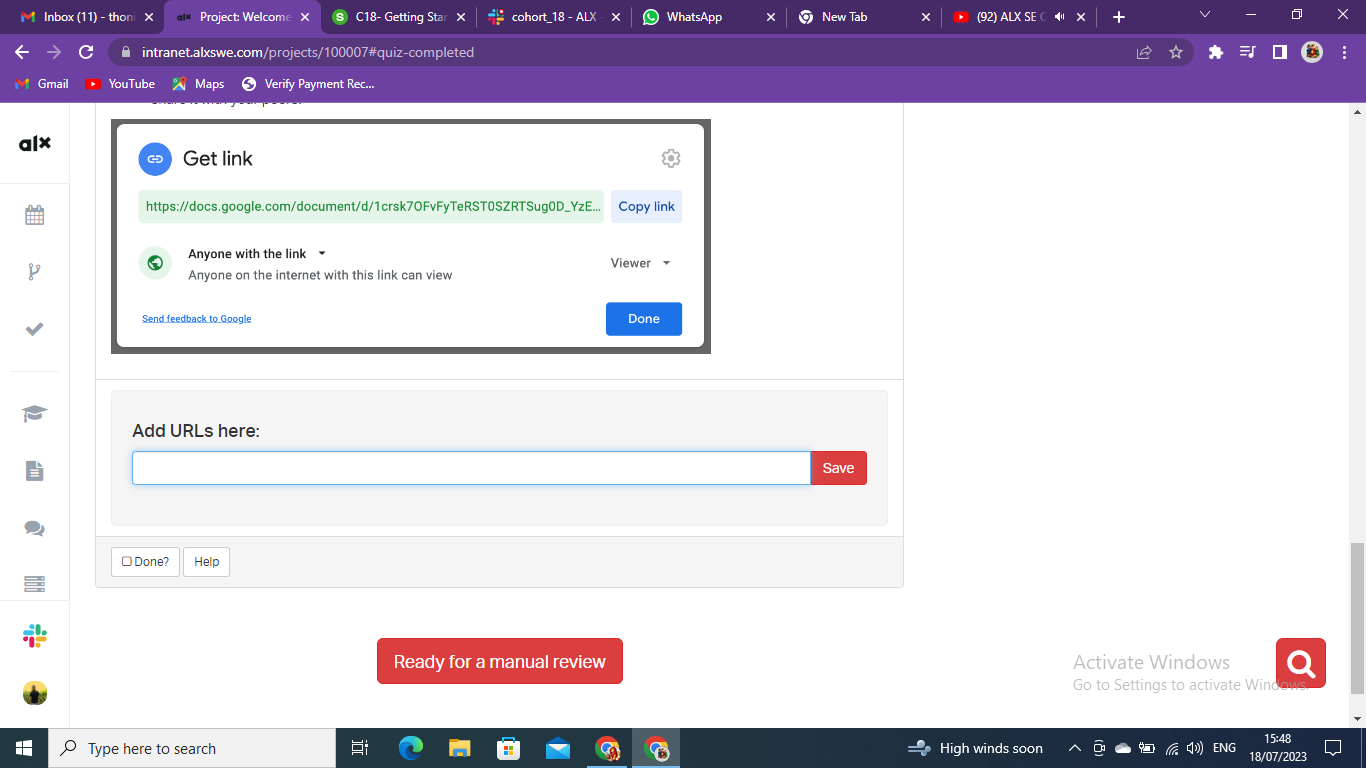 Inbox (11) - thoni
Project: Welcome
C18- Getting Star
cohort_18 - ALX -
WhatsApp
New Tab
(92) ALX SE C
intranet.alxswe.com/projects/100007#quiz-completed
Gmail
YouTube
Maps
Verify Payment Rec...
alx
Get link
https://docs.google.com/document/d/1crsk7OFvFyTeRST0SZRTSug0D_YzE...
Copy link
Anyone with the link
Anyone on the internet with this link can view
Viewer
Send feedback to Google
Done
Add URLs here:
Save
Done?
Help
Ready for a manual review
Activate Windows
Go to Settings to activate Windows.
Type here to search
High winds soon
ENG
15:48
18/07/2023